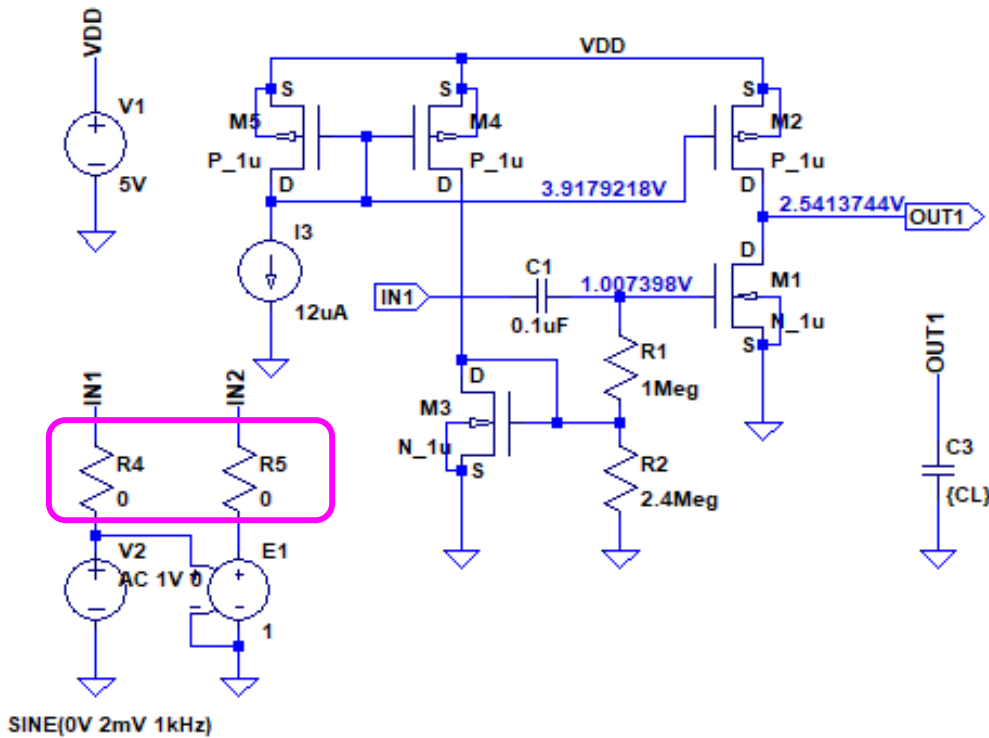 VDD
V1
5V
VDD
S
M5
P_1u
D
S
M4
P_1u
D
S
M2
P_1u
D
3.9179218V
2.5413744V
OUT1
I3
12uA
IN1
C1
0.1uF
1.007398V
D
M1
N_1u
S
R1
1Meg
D
M3
N_1u
S
R2
2.4Meg
OUT1
C3
{CL}
IN1
IN2
R4
0
R5
0
V2
AC 1V 0
E1
1
SINE(0V 2mV 1kHz)